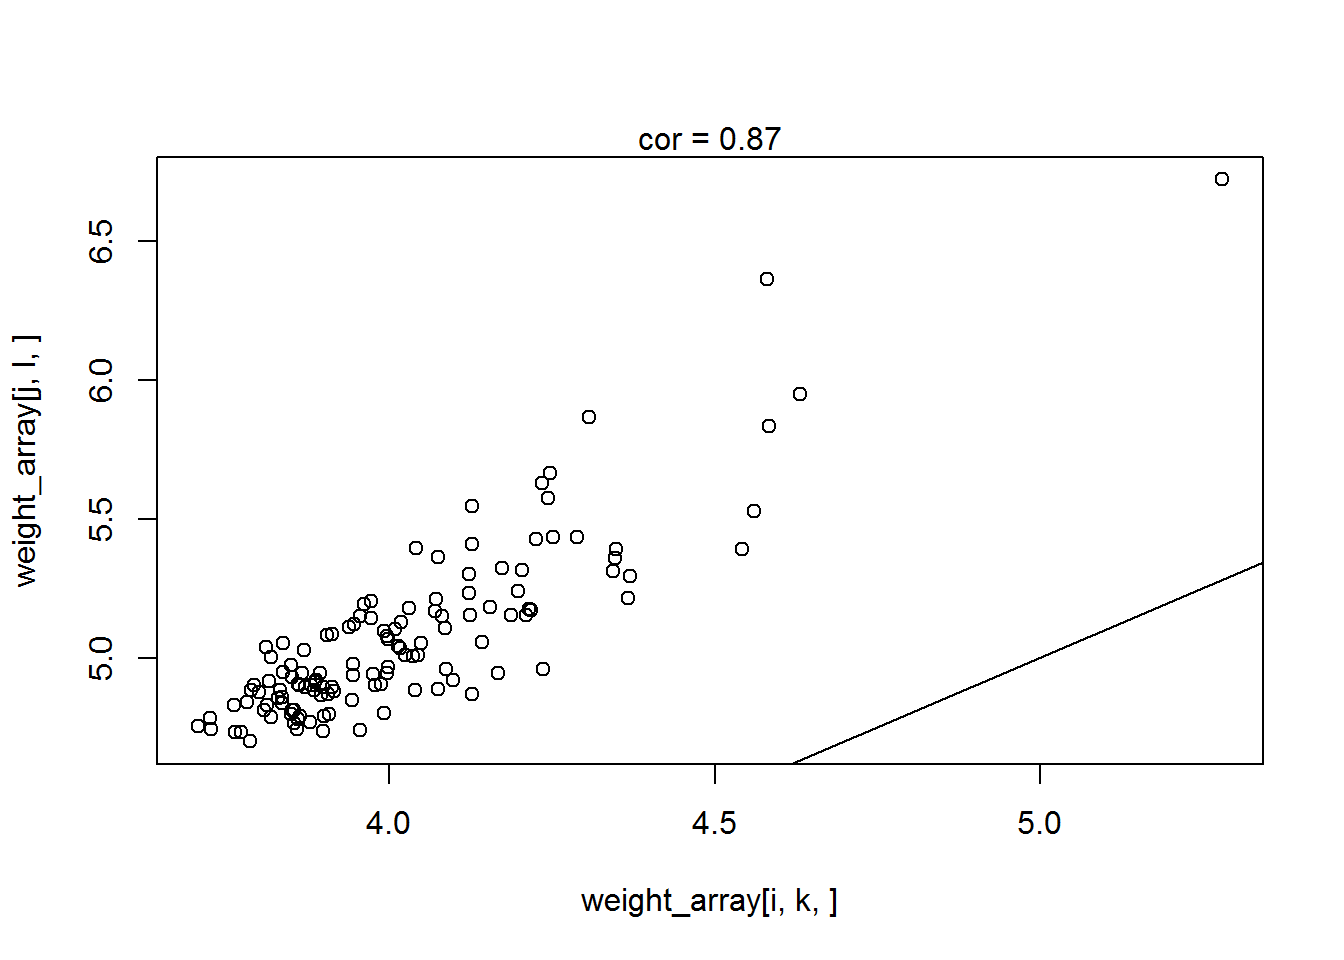 cor = 0.87
6.5
6.0
5.5
5.0
weight_array[j, l, ]
4.0 4.5 5.0
weight_array[i, k, ]